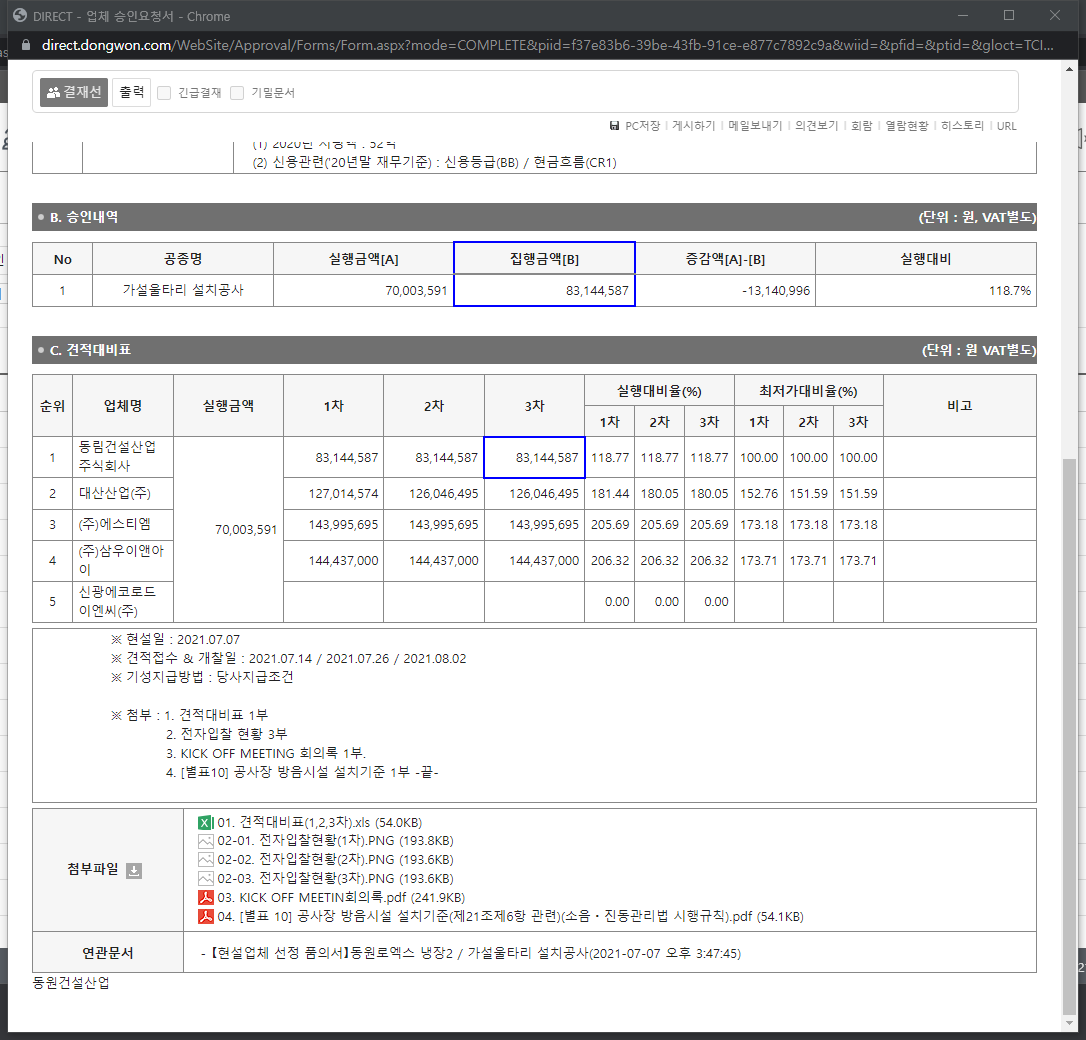 DIRECT - 업체 승인요청서 - Chrome
direct.dongwon.com/WebSite/Approval/Forms/Form.aspx?mode=COMPLETE&piid=f37e83b6-39be-43fb-91ce-e877c7892c9a&wiid=&pfid=&ptid=&gloct=TCI...
결재선 출력 긴급결재 기밀문서
PC저장 | 게시하기 | 메일보내기 | 의견보기 | 회람 | 열람현황 | 히스토리 | URL
(1) 2020년 시공액 : 52억
(2) 신용관련('20년말 재무기준) : 신용등급(BB) / 현금흐름(CR1)
B. 승인내역 (단위 : 원, VAT별도)
No 공종명 실행금액[A] 집행금액[B] 증감액[A]-[B] 실행대비
1 가설울타리 설치공사 70,003,591 83,144,587 -13,140,996 118.7%
C. 견적대비표 (단위 : 원 VAT별도)
순위 업체명 실행금액 1차 2차 3차 실행대비율(%) 최저가대비율(%) 비고
1차 2차 3차 1차 2차 3차
1 동림건설산업 주식회사 83,144,587 83,144,587 83,144,587 118.77 118.77 118.77 100.00 100.00 100.00
2 대산산업(주) 127,014,574 126,046,495 126,046,495 181.44 180.05 180.05 152.76 151.59 151.59
3 (주)에스티엠 70,003,591 143,995,695 143,995,695 143,995,695 205.69 205.69 205.69 173.18 173.18 173.18
4 (주)삼우이앤아이 144,437,000 144,437,000 144,437,000 206.32 206.32 206.32 173.71 173.71 173.71
5 신광에코로드이엔씨(주) 0.00 0.00 0.00
※ 현설일 : 2021.07.07
※ 견적접수 & 개찰일 : 2021.07.14 / 2021.07.26 / 2021.08.02
※ 기성지급방법 : 당사지급조건
※ 첨부 : 1. 견적대비표 1부
2. 전자입찰 현황 3부
3. KICK OFF MEETING 회의록 1부.
4. [별표10] 공사장 방음시설 설치기준 1부 -끝-
첨부파일
01. 견적대비표(1,2,3차).xls (54.0KB)
02-01. 전자입찰현황(1차).PNG (193.8KB)
02-02. 전자입찰현황(2차).PNG (193.6KB)
02-03. 전자입찰현황(3차).PNG (193.6KB)
03. KICK OFF MEETIN회의록.pdf (241.9KB)
04. [별표 10] 공사장 방음시설 설치기준(제21조제6항 관련)(소음・진동관리법 시행규칙).pdf (54.1KB)
연관문서 - 【현설업체 선정 품의서】동원로엑스 냉장2 / 가설울타리 설치공사(2021-07-07 오후 3:47:45)
동원건설산업